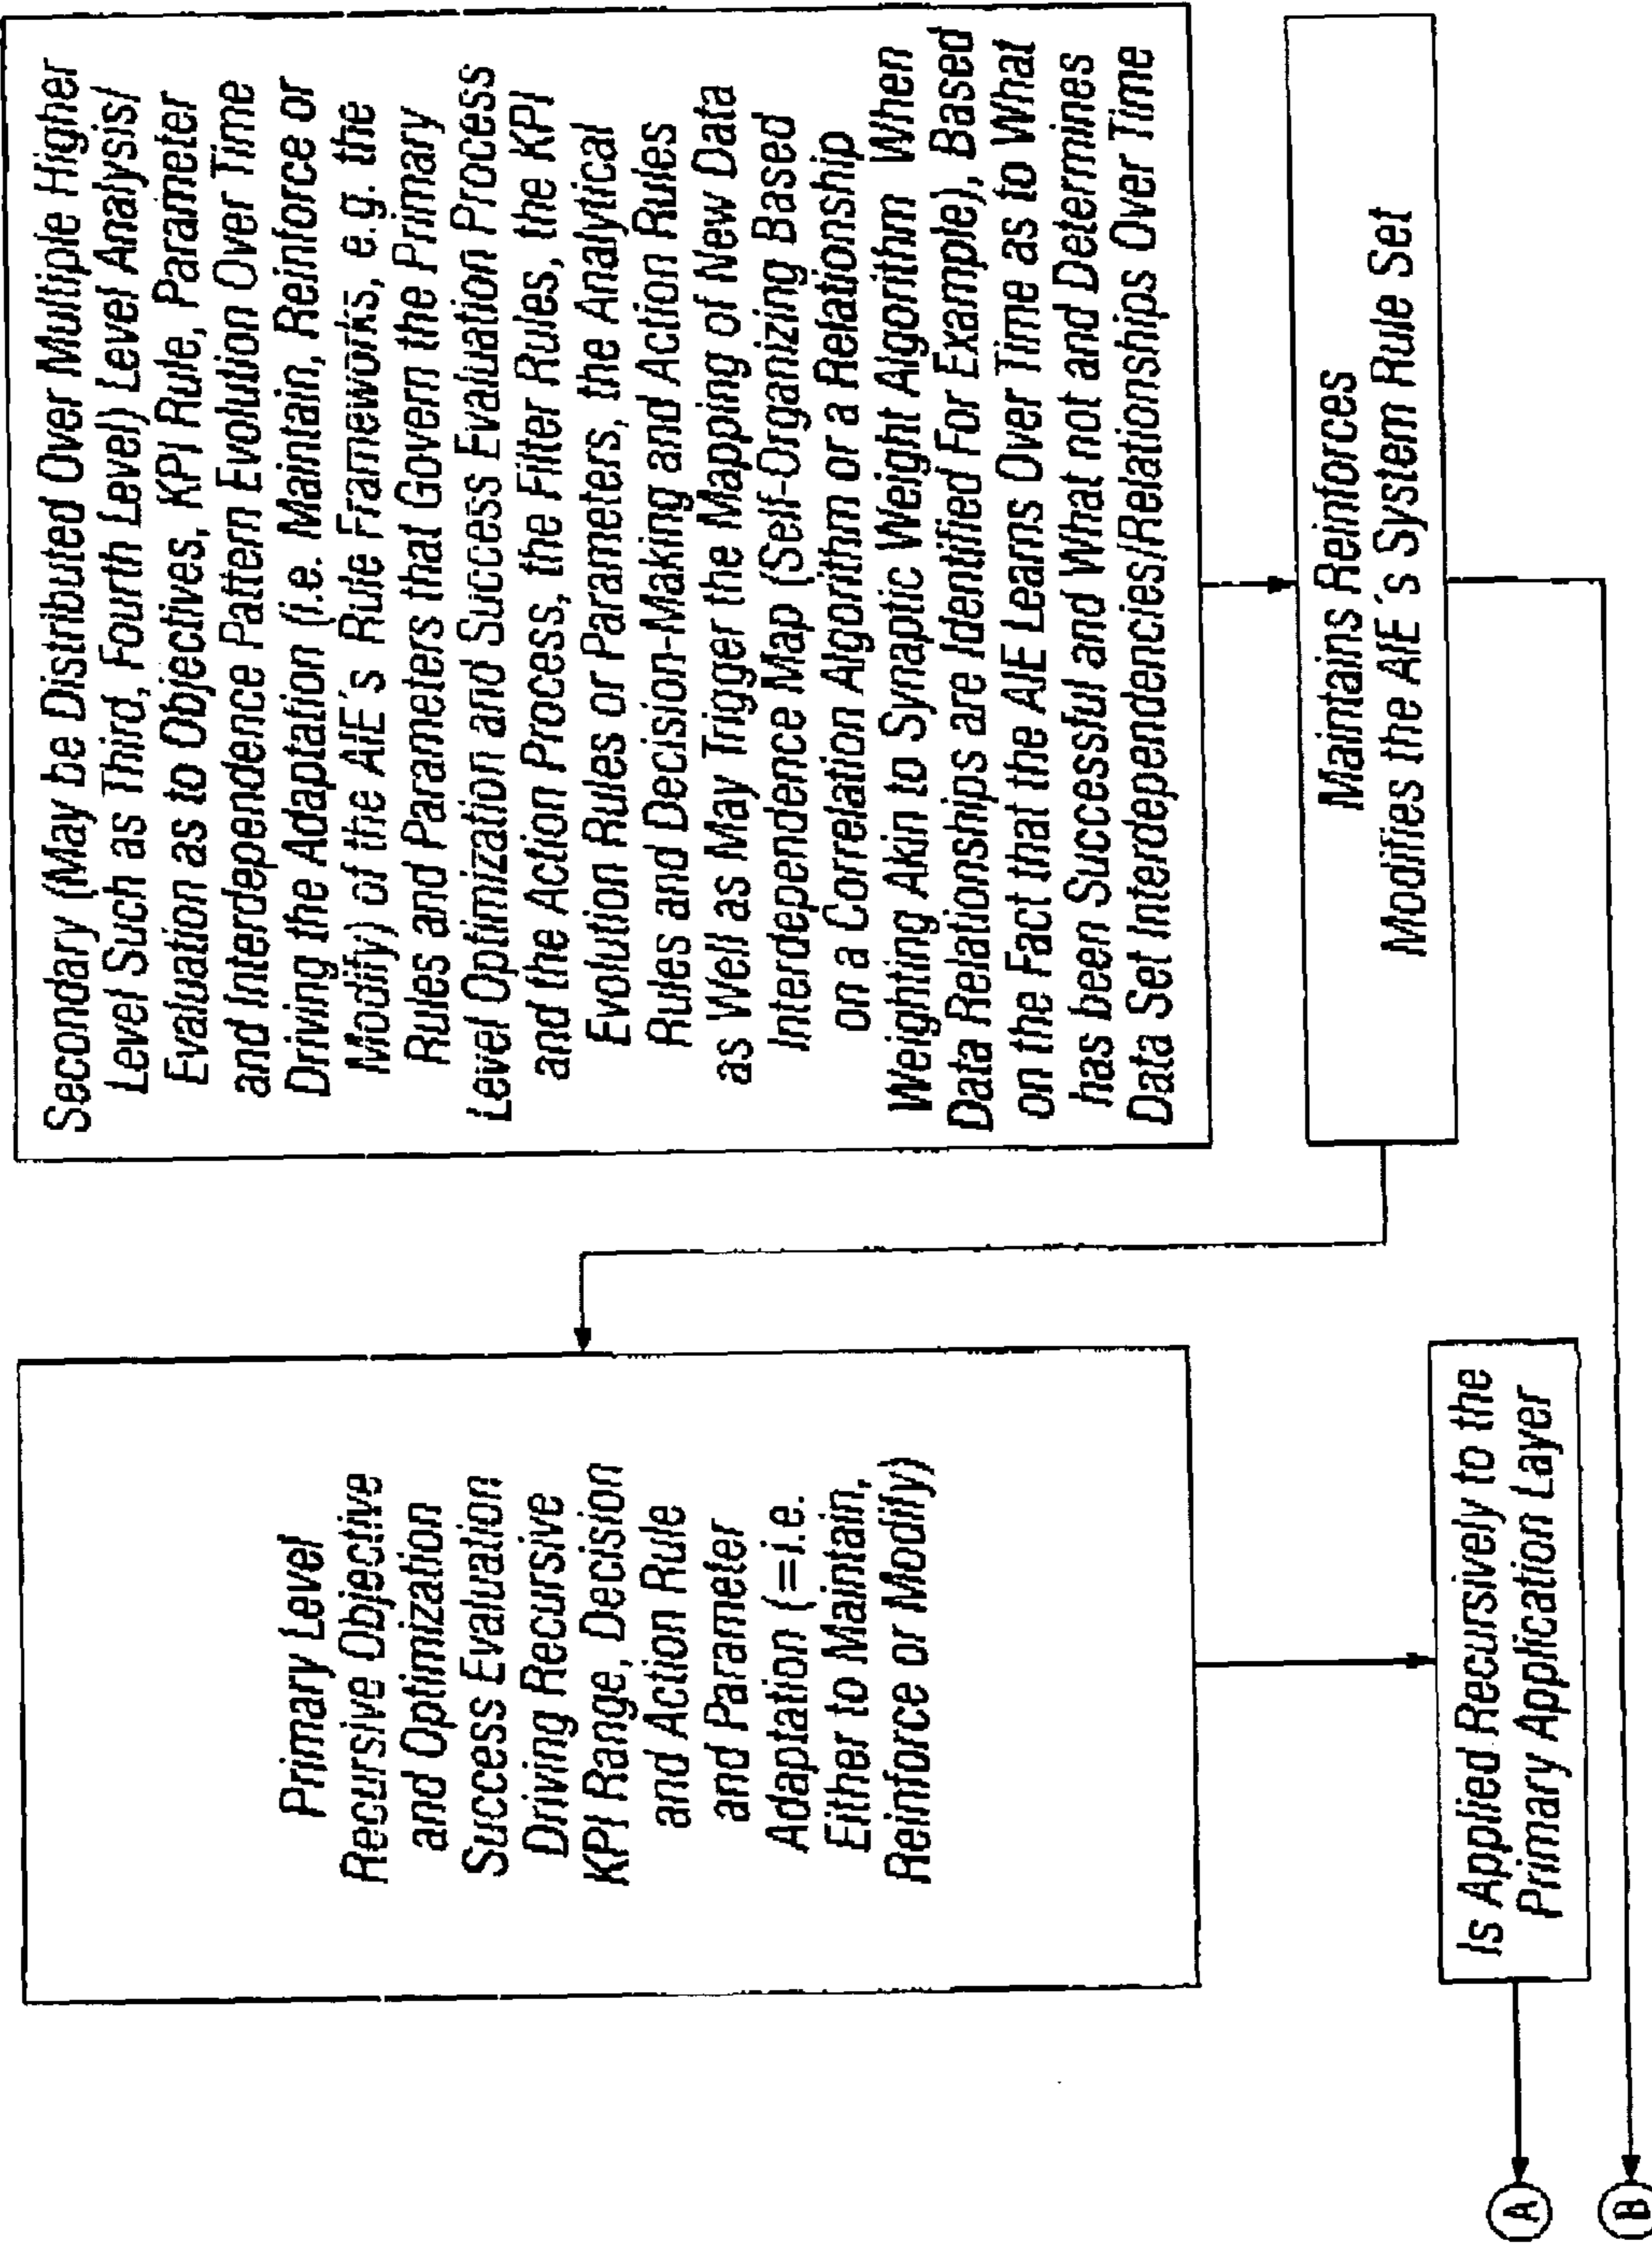 Primary Level
Recursive Objective
and Optimization
Success Evaluation
Driving Recursive
KPI Range, Decision
and Action Rule
and Parameter
Adaptation (=i.e.
Either to Maintain,
Reinforce or Modify)
Secondary (May be Distributed Over Multiple Higher
Level Such as Third, Fourth Level) Level Analysis/
Evaluation as to Objectives, KPI Rule, Parameter
and Interdependence Pattern Evolution Over Time
Driving the Adaptation (i.e. Maintain, Reinforce or
Modify) of the AIE´s Rule Frameworks, e.g. the
Rules and Parameters that Govern the Primary
Level Optimization and Success Evaluation Process
and the Action Process, the Filter Rules, the KPI
Evolution Rules or Parameters, the Analytical
Rules and Decision-Making and Action Rules
as Well as May Trigger the Mapping of New Data
Interdependence Map (Self-Organizing Based
on a Correlation Algorithm or a Relationship
Weighting Akin to Synaptic Weight Algorithm When
Data Relationships are Identified For Example), Based
on the Fact that the AIE Learns Over Time as to What
has been Successful and What not and Determines
Data Set Interdependencies/Relationships Over Time
Maintains Reinforces
Modifies the AIE´s System Rule Set
Is Applied Recursively to the
Primary Application Layer
A
B